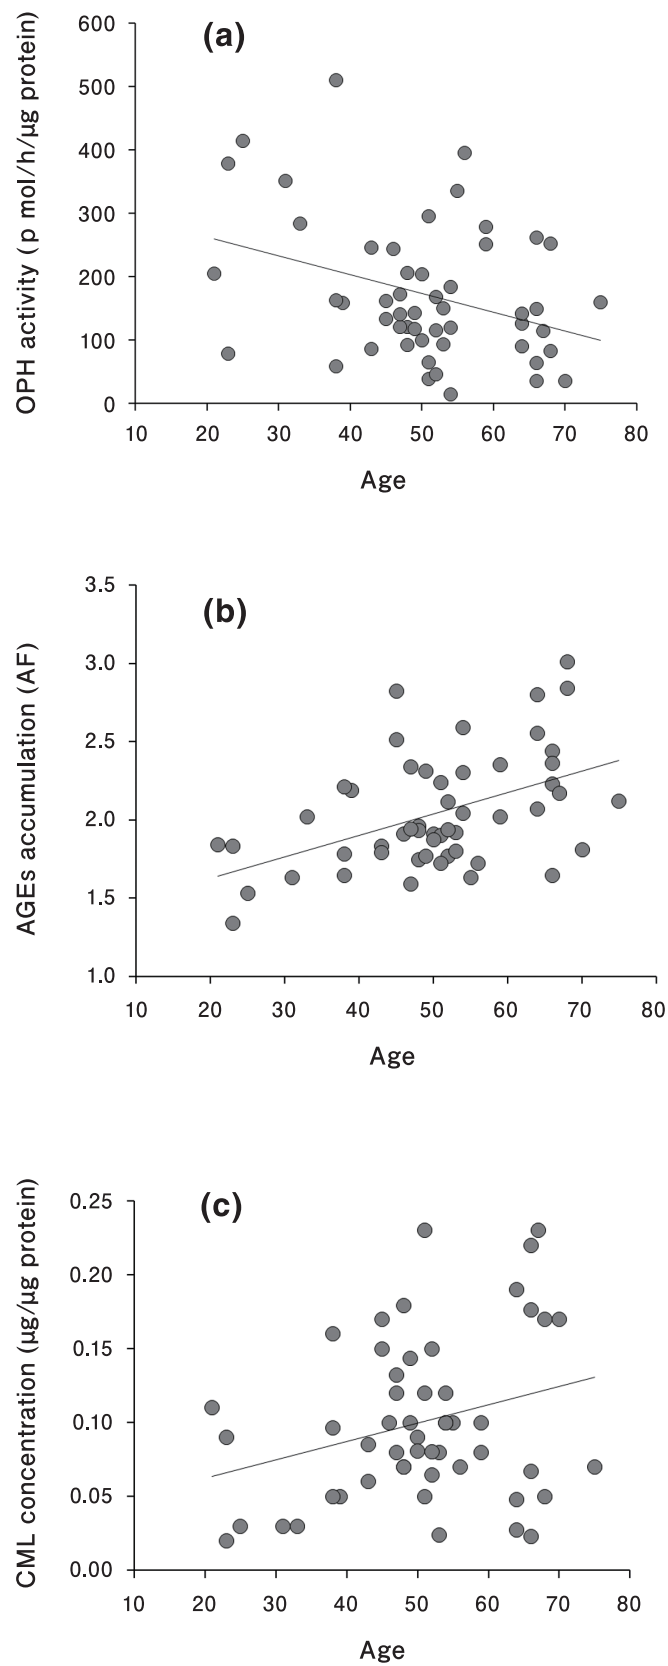 (a)
OPH activity (p mol/h/µg protein)
600
500
400
300
200
100
0
10 20 30 40 50 60 70 80
Age
(b)
AGEs accumulation (AF)
3.5
3.0
2.5
2.0
1.5
1.0
10 20 30 40 50 60 70 80
Age
(c)
CML concentration (µg/µg protein)
0.25
0.20
0.15
0.10
0.05
0.00
10 20 30 40 50 60 70 80
Age